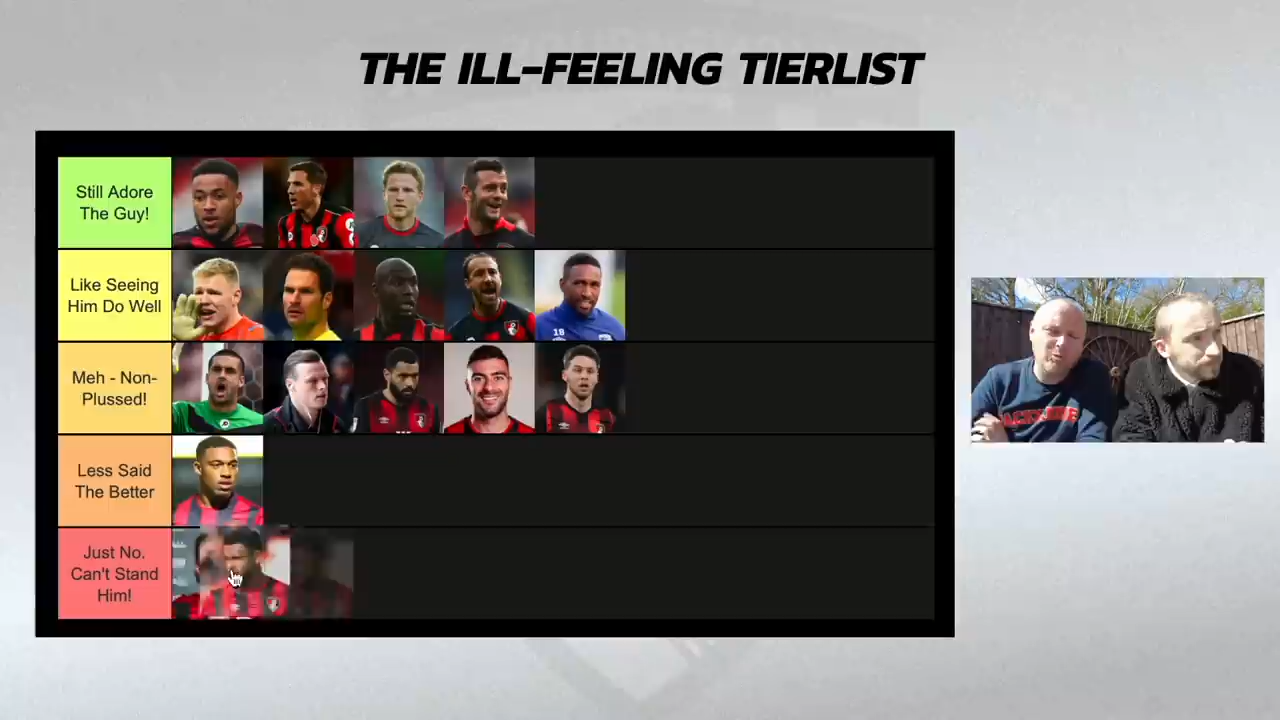 THE ILL-FEELING TIERLIST
Still Adore
The Guy!
Like Seeing
Him Do Well
18
Meh - Non-
Plussed!
Less Said
The Better
Just No.
Can't Stand
Him!